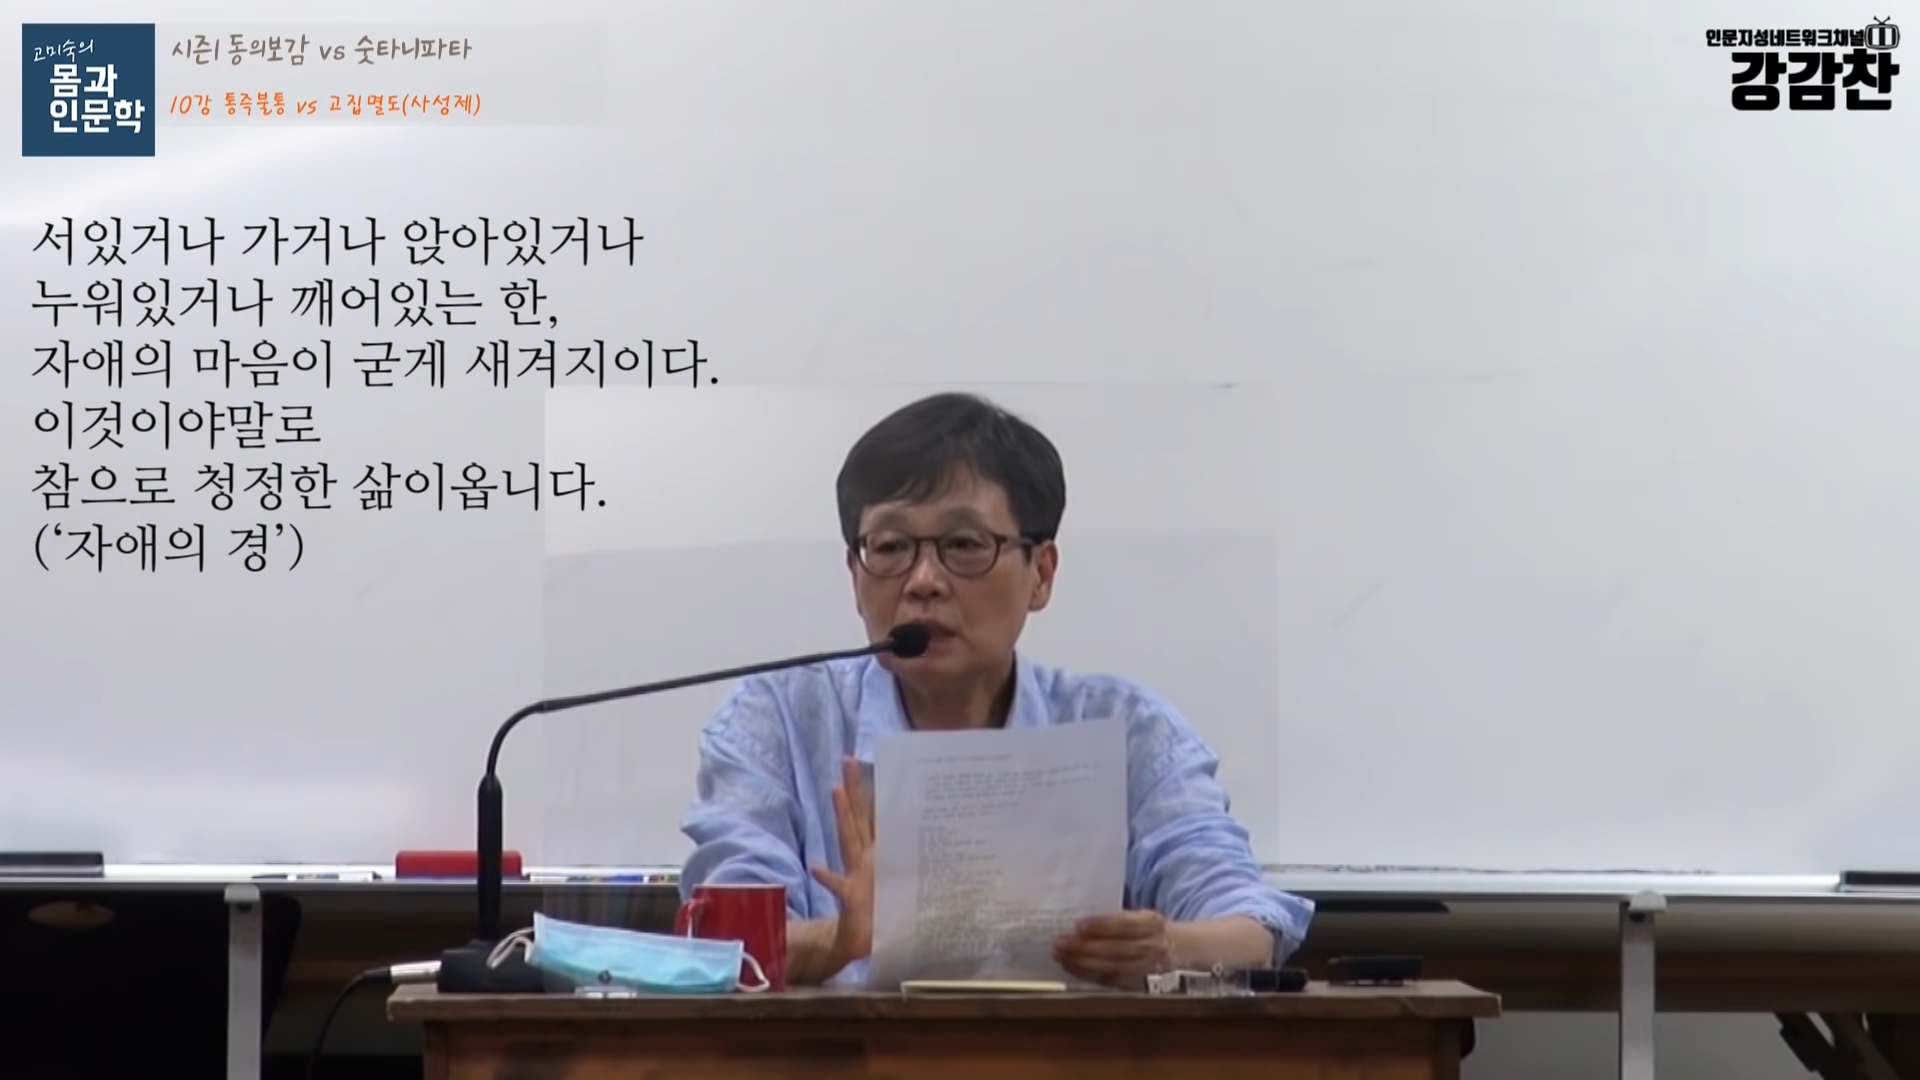 고미숙의
몸과
인문학
시즌1 동의보감 vs 숫타니파타
10강 통즉불통 vs 고집멸도(사성제)
인문지성네트워크채널
강감찬
서있거나 가거나 앉아있거나
누워있거나 깨어있는 한,
자애의 마음이 굳게 새겨지이다.
이것이야말로
참으로 청정한 삶이옵니다.
(‘자애의 경’)